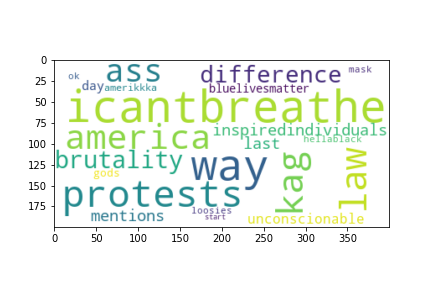 0
25
50
75
100
125
150
175
ok
ass
difference
mask
day
amerikkka
bluelivesmatter
icantbreathe
america
inspiredindividuals
last
hellablack
brutality
way
kag
law
gods
protests
mentions
loosies
start
unconscionable
0 50 100 150 200 250 300 350